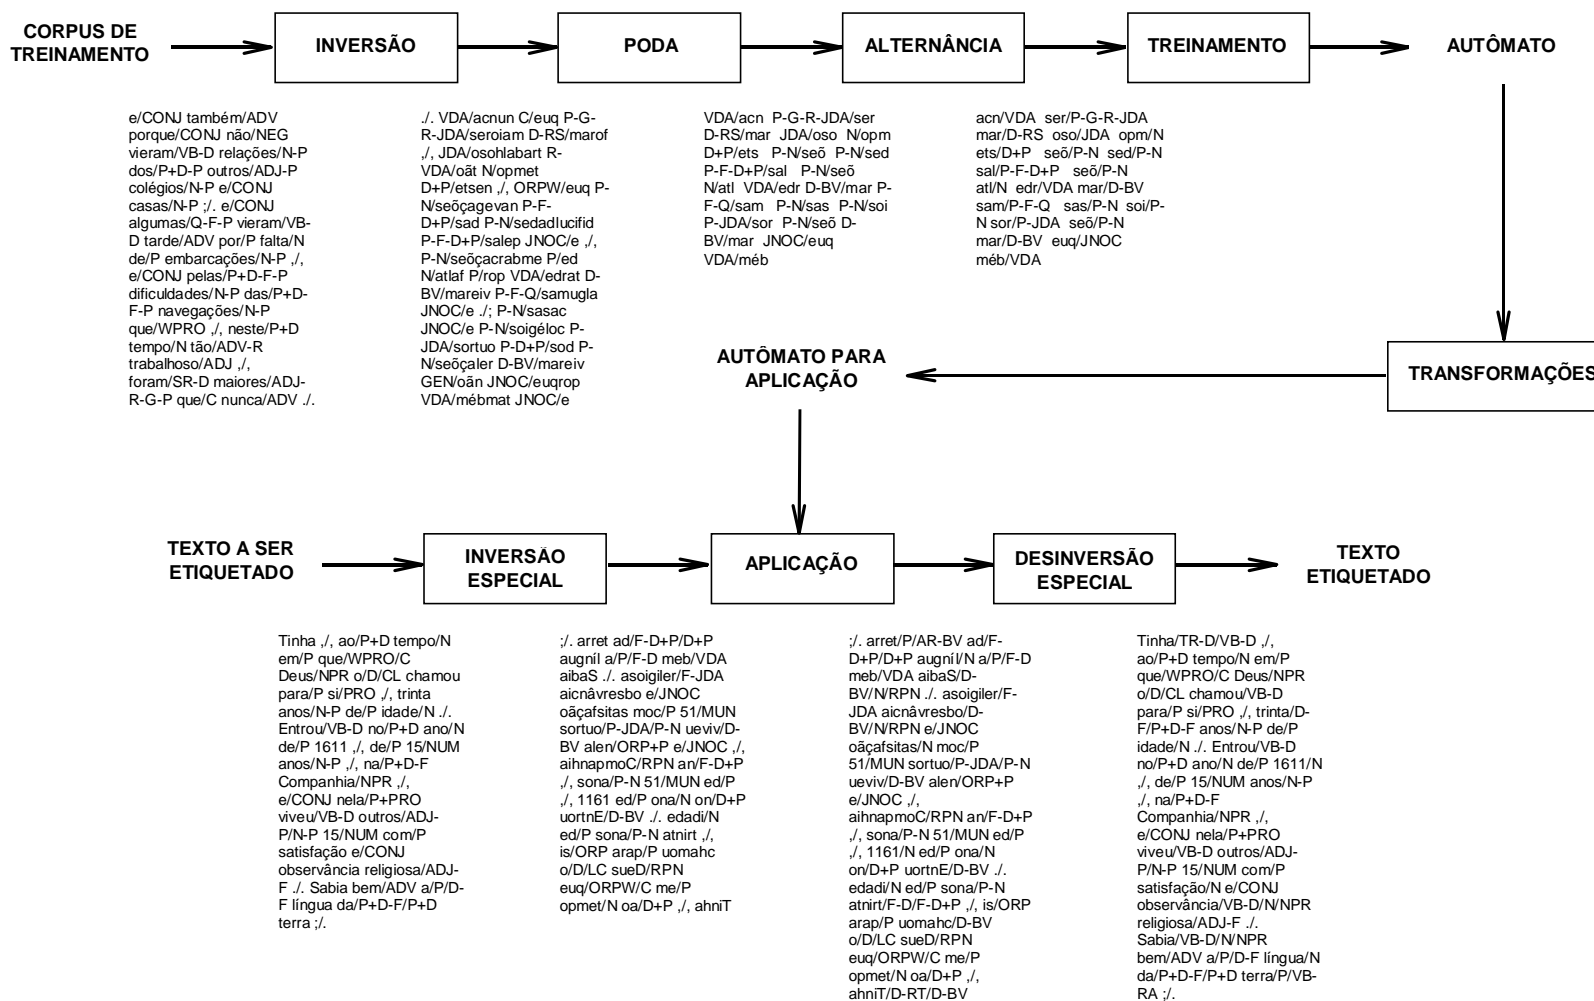 CORPUS DE
TREINAMENTO
INVERSÃO
PODA
ALTERNÂNCIA
TREINAMENTO
AUTÔMATO
e/CONJ também/ADV
porque/CONJ não/NEG
vieram/VB-D relações/N-P
dos/P+D-P outros/ADJ-P
colégios/N-P e/CONJ
casas/N-P ;/. e/CONJ
algumas/Q-F-P vieram/VB-
D tarde/ADV por/P falta/N
de/P embarcações/N-P ,/,
e/CONJ pelas/P+D-F-P
dificuldades/N-P das/P+D-
F-P navegações/N-P
que/WPRO ,/, neste/P+D
tempo/N tão/ADV-R
trabalhoso/ADJ ,/,
foram/SR-D maiores/ADJ-
R-G-P que/C nunca/ADV ./.
./. VDA/acnun C/euq P-G-
R-JDA/seroiam D-RS/marof
,/, JDA/osohlabart R-
VDA/oãt N/opmet
D+P/etsen ,/, ORPW/euq P-
N/seõçagevan P-F-
D+P/sad P-N/sedadlucifid
P-F-D+P/salep JNOC/e ,/,
P-N/seõçacrabme P/ed
N/atlaf P/rop VDA/edrat D-
BV/mareiv P-F-Q/samugla
JNOC/e ./; P-N/sasac
JNOC/e P-N/soigéloc P-
JDA/sortuo P-D+P/sod P-
N/seõçaler D-BV/mareiv
GEN/oãn JNOC/euqrop
VDA/mébmat JNOC/e
VDA/acn P-G-R-JDA/ser
D-RS/mar JDA/oso N/opm
D+P/ets P-N/seõ P-N/sed
P-F-D+P/sal P-N/seõ
N/atl VDA/edr D-BV/mar P-
F-Q/sam P-N/sas P-N/soi
P-JDA/sor P-N/seõ D-
BV/mar JNOC/euq
VDA/méb
acn/VDA ser/P-G-R-JDA
mar/D-RS oso/JDA opm/N
ets/D+P seõ/P-N sed/P-N
sal/P-F-D+P seõ/P-N
atl/N edr/VDA mar/D-BV
sam/P-F-Q sas/P-N soi/P-
N sor/P-JDA seõ/P-N
mar/D-BV euq/JNOC
méb/VDA
AUTÔMATO PARA
APLICAÇÃO
TRANSFORMAÇÕES
TEXTO A SER
ETIQUETADO
INVERSÃO
ESPECIAL
APLICAÇÃO
DESINVERSÃO
ESPECIAL
TEXTO
ETIQUETADO
Tinha ,/, ao/P+D tempo/N
em/P que/WPRO/C
Deus/NPR o/D/CL chamou
para/P si/PRO ,/, trinta
anos/N-P de/P idade/N ./.
Entrou/VB-D no/P+D ano/N
de/P 1611 ,/, de/P 15/NUM
anos/N-P ,/, na/P+D-F
Companhia/NPR ,/,
e/CONJ nela/P+PRO
viveu/VB-D outros/ADJ-
P/N-P 15/NUM com/P
satisfação e/CONJ
observância religiosa/ADJ-
F ./. Sabia bem/ADV a/P/D-
F língua da/P+D-F/P+D
terra ;/.
;/. arret ad/F-D+P/D+P
augníl a/P/F-D meb/VDA
aibaS ./. asoigiler/F-JDA
aicnâvresbo e/JNOC
oãçafsitas moc/P 51/MUN
sortuo/P-JDA/P-N ueviv/D-
BV alen/ORP+P e/JNOC ,/,
aihnapmoC/RPN an/F-D+P
,/, sona/P-N 51/MUN ed/P
,/, 1161 ed/P ona/N on/D+P
uortnE/D-BV ./. edadi/N
ed/P sona/P-N atnirt ,/,
is/ORP arap/P uomahc
o/D/LC sueD/RPN
euq/ORPW/C me/P
opmet/N oa/D+P ,/, ahniT
;/. arret/P/AR-BV ad/F-
D+P/D+P augníl/N a/P/F-D
meb/VDA aibaS/D-
BV/N/RPN ./. asoigiler/F-
JDA aicnâvresbo/D-
BV/N/RPN e/JNOC
oãçafsitas/N moc/P
51/MUN sortuo/P-JDA/P-N
ueviv/D-BV alen/ORP+P
e/JNOC ,/,
aihnapmoC/RPN an/F-D+P
,/, sona/P-N 51/MUN ed/P
,/, 1161/N ed/P ona/N
on/D+P uortnE/D-BV ./.
edadi/N ed/P sona/P-N
atnirt/F-D/F-D+P ,/, is/ORP
arap/P uomahc/D-BV
o/D/LC sueD/RPN
euq/ORPW/C me/P
opmet/N oa/D+P ,/,
ahniT/D-RT/D-BV
Tinha/TR-D/VB-D ,/,
ao/P+D tempo/N em/P
que/WPRO/C Deus/NPR
o/D/CL chamou/VB-D
para/P si/PRO ,/, trinta/D-
F/P+D-F anos/N-P de/P
idade/N ./. Entrou/VB-D
no/P+D ano/N de/P 1611/N
,/, de/P 15/NUM anos/N-P
,/, na/P+D-F
Companhia/NPR ,/,
e/CONJ nela/P+PRO
viveu/VB-D outros/ADJ-
P/N-P 15/NUM com/P
satisfação/N e/CONJ
observância/VB-D/N/NPR
religiosa/ADJ-F ./.
Sabia/VB-D/N/NPR
bem/ADV a/P/D-F língua/N
da/P+D-F/P+D terra/P/VB-
RA ;/.